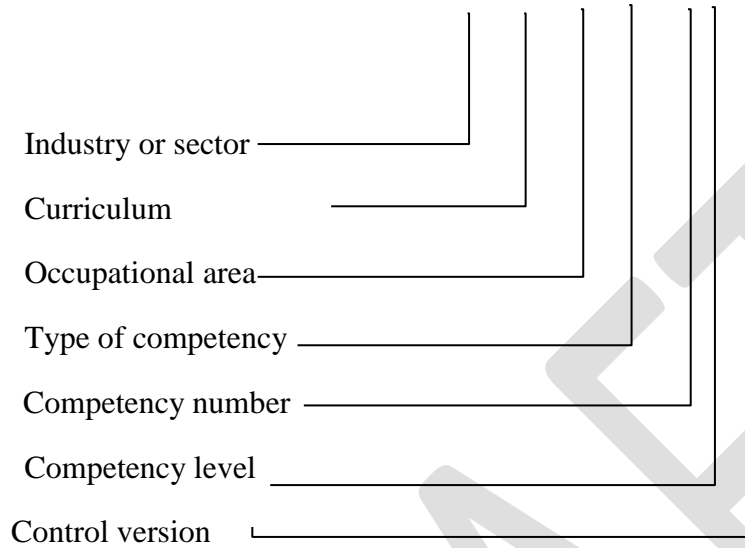 Industry or sector
Curriculum
Occupational area
Type of competency
Competency number
Competency level
Control version